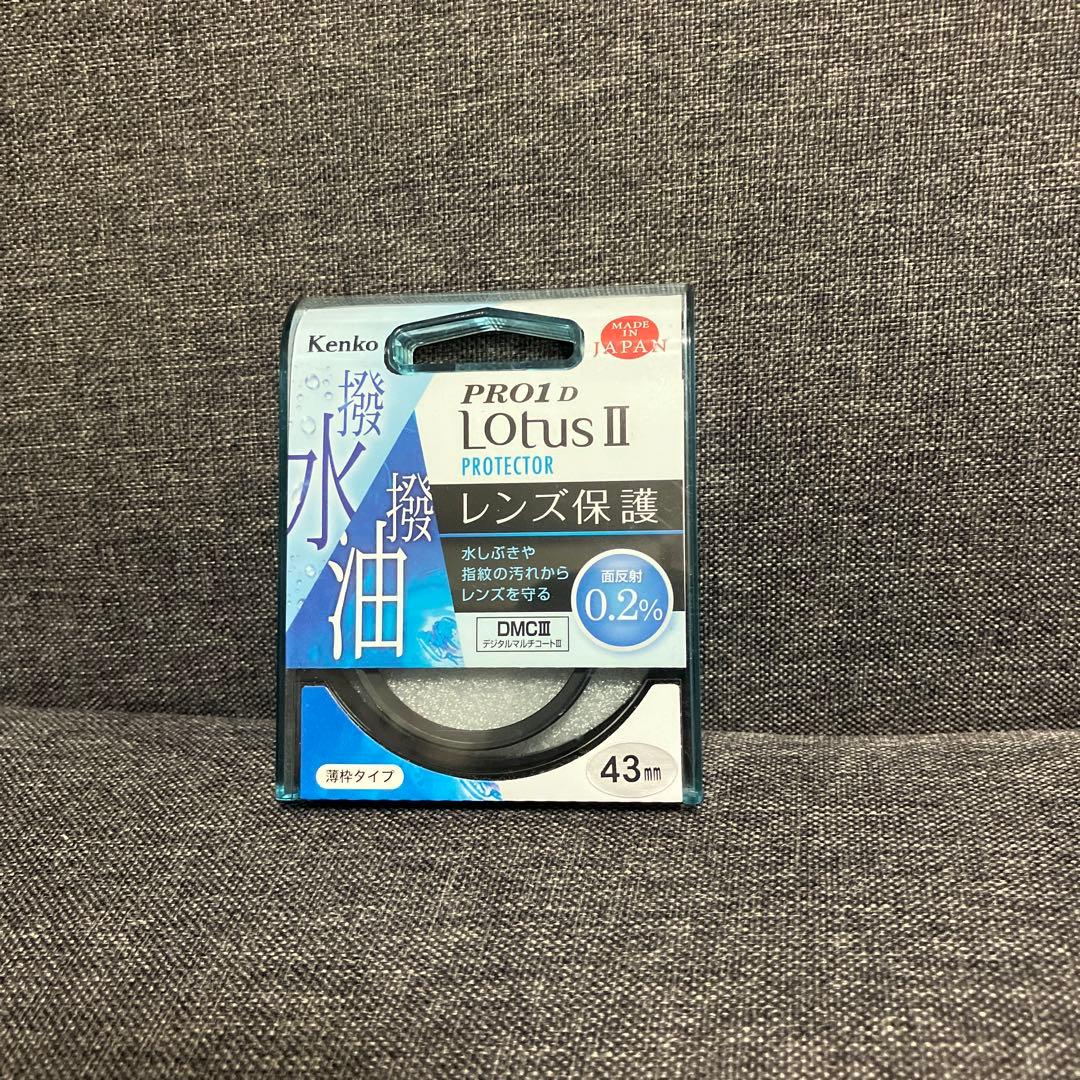 Kenko
MADE
IN
JAPAN
撥水
撥油
PRO1 D
LOtus II
PROTECTOR
レンズ保護
水しぶきや
指紋の汚れから
レンズを守る
面反射
0.2%
DMCⅢ
デジタルマルチコートⅢ
薄枠タイプ
43mm